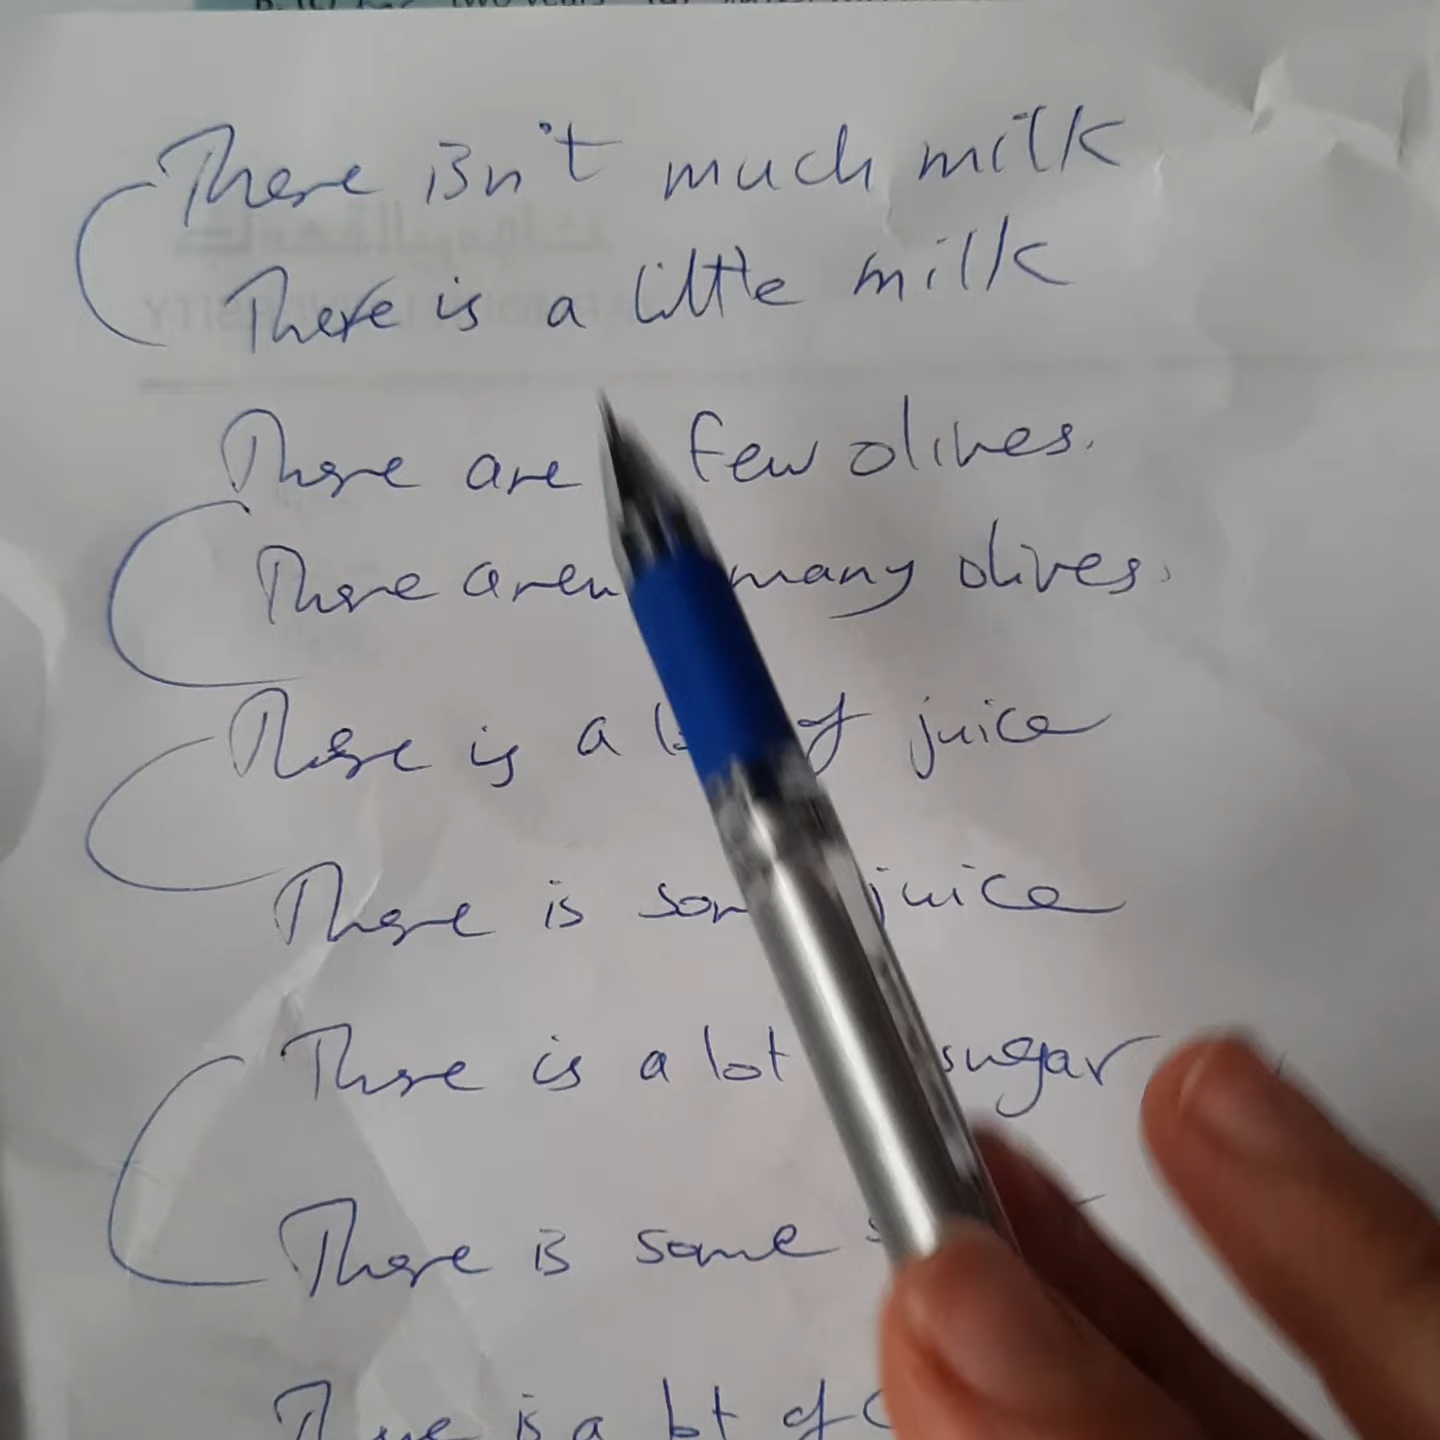 There isn't much milk
There is a little milk
There are few olives.
There aren many olives.
There is a of juice
There is juice
There is a lot sugar
There is some
There is a lot of